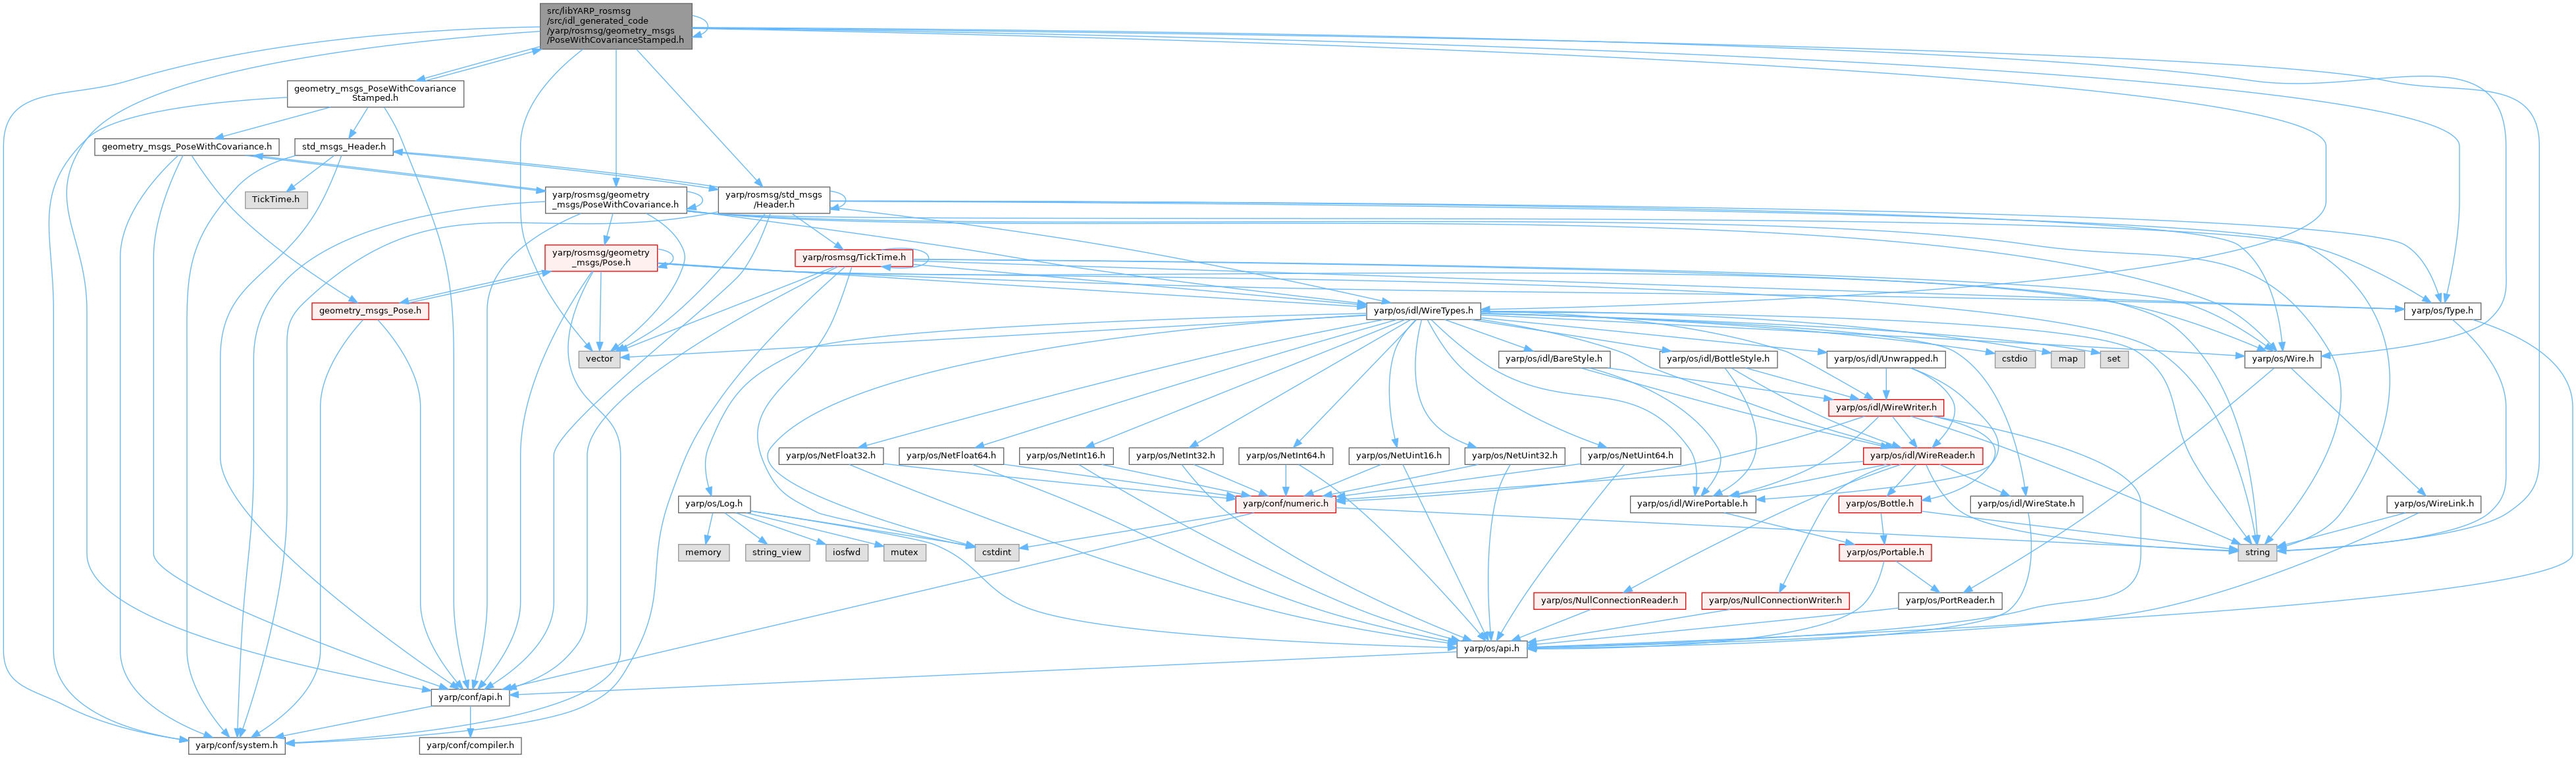 src/libYARP_rosmsg
/src/idl_generated_code
/yarp/rosmsg/geometry_msgs
/PoseWithCovarianceStamped.h
geometry_msgs_PoseWithCovariance
Stamped.h
geometry_msgs_PoseWithCovariance.h
std_msgs_Header.h
TickTime.h
yarp/rosmsg/geometry
_msgs/PoseWithCovariance.h
yarp/rosmsg/std_msgs
/Header.h
yarp/rosmsg/geometry
_msgs/Pose.h
yarp/rosmsg/TickTime.h
geometry_msgs_Pose.h
yarp/os/idl/WireTypes.h
yarp/os/Type.h
vector
yarp/os/idl/BareStyle.h
yarp/os/idl/BottleStyle.h
yarp/os/idl/Unwrapped.h
cstdio
map
set
yarp/os/Wire.h
yarp/os/idl/WireWriter.h
yarp/os/NetFloat32.h
yarp/os/NetFloat64.h
yarp/os/NetInt16.h
yarp/os/NetInt32.h
yarp/os/NetInt64.h
yarp/os/NetUint16.h
yarp/os/NetUint32.h
yarp/os/NetUint64.h
yarp/os/idl/WireReader.h
yarp/os/Log.h
yarp/conf/numeric.h
yarp/os/idl/WirePortable.h
yarp/os/Bottle.h
yarp/os/idl/WireState.h
yarp/os/WireLink.h
memory
string_view
iosfwd
mutex
cstdint
yarp/os/Portable.h
string
yarp/os/NullConnectionReader.h
yarp/os/NullConnectionWriter.h
yarp/os/PortReader.h
yarp/os/api.h
yarp/conf/api.h
yarp/conf/system.h
yarp/conf/compiler.h